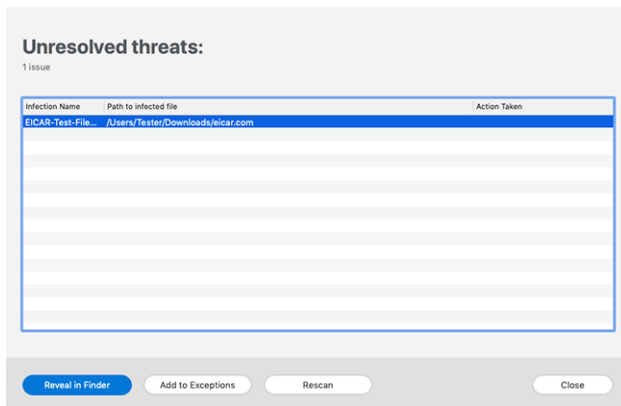 Unresolved threats:
1 issue
Infection Name Path to infected file Action Taken
EICAR-Test-File... /Users/Tester/Downloads/eicar.com
Reveal in Finder Add to Exceptions Rescan Close